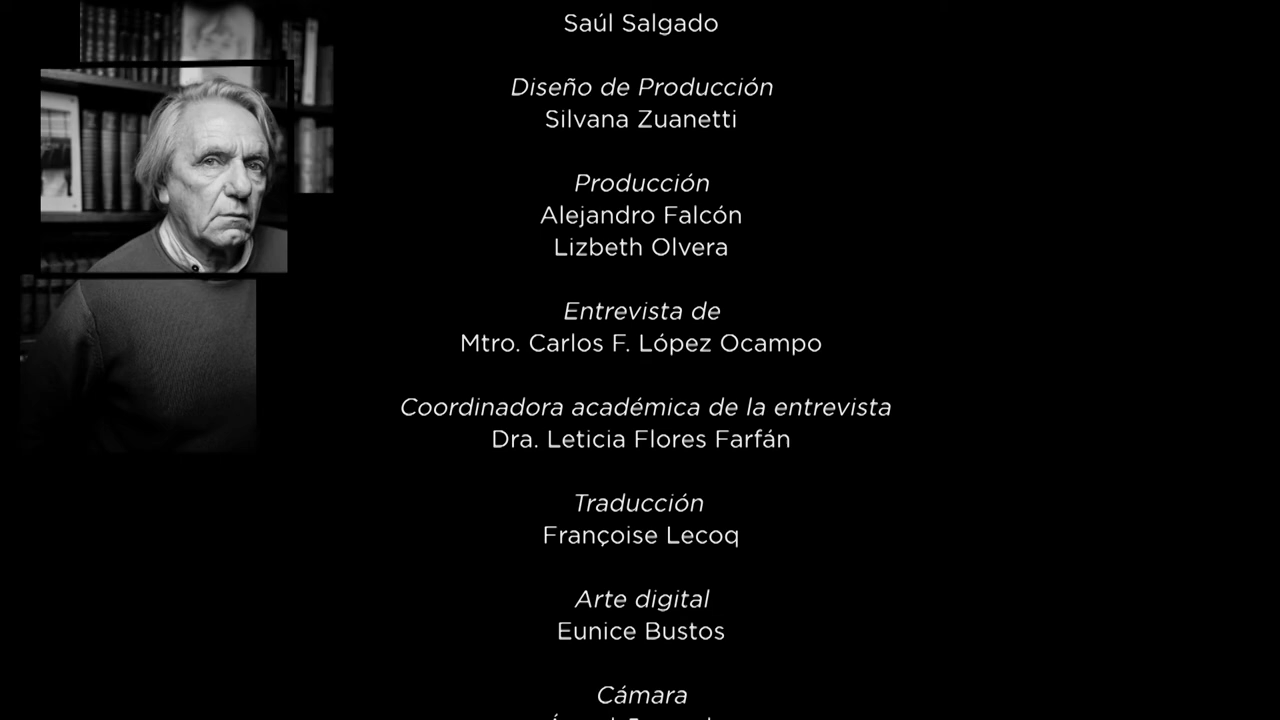 Saúl Salgado
Diseño de Producción
Silvana Zuanetti
Producción
Alejandro Falcón
Lizbeth Olvera
Entrevista de
Mtro. Carlos F. López Ocampo
Coordinadora académica de la entrevista
Dra. Leticia Flores Farfán
Traducción
Françoise Lecoq
Arte digital
Eunice Bustos
Cámara